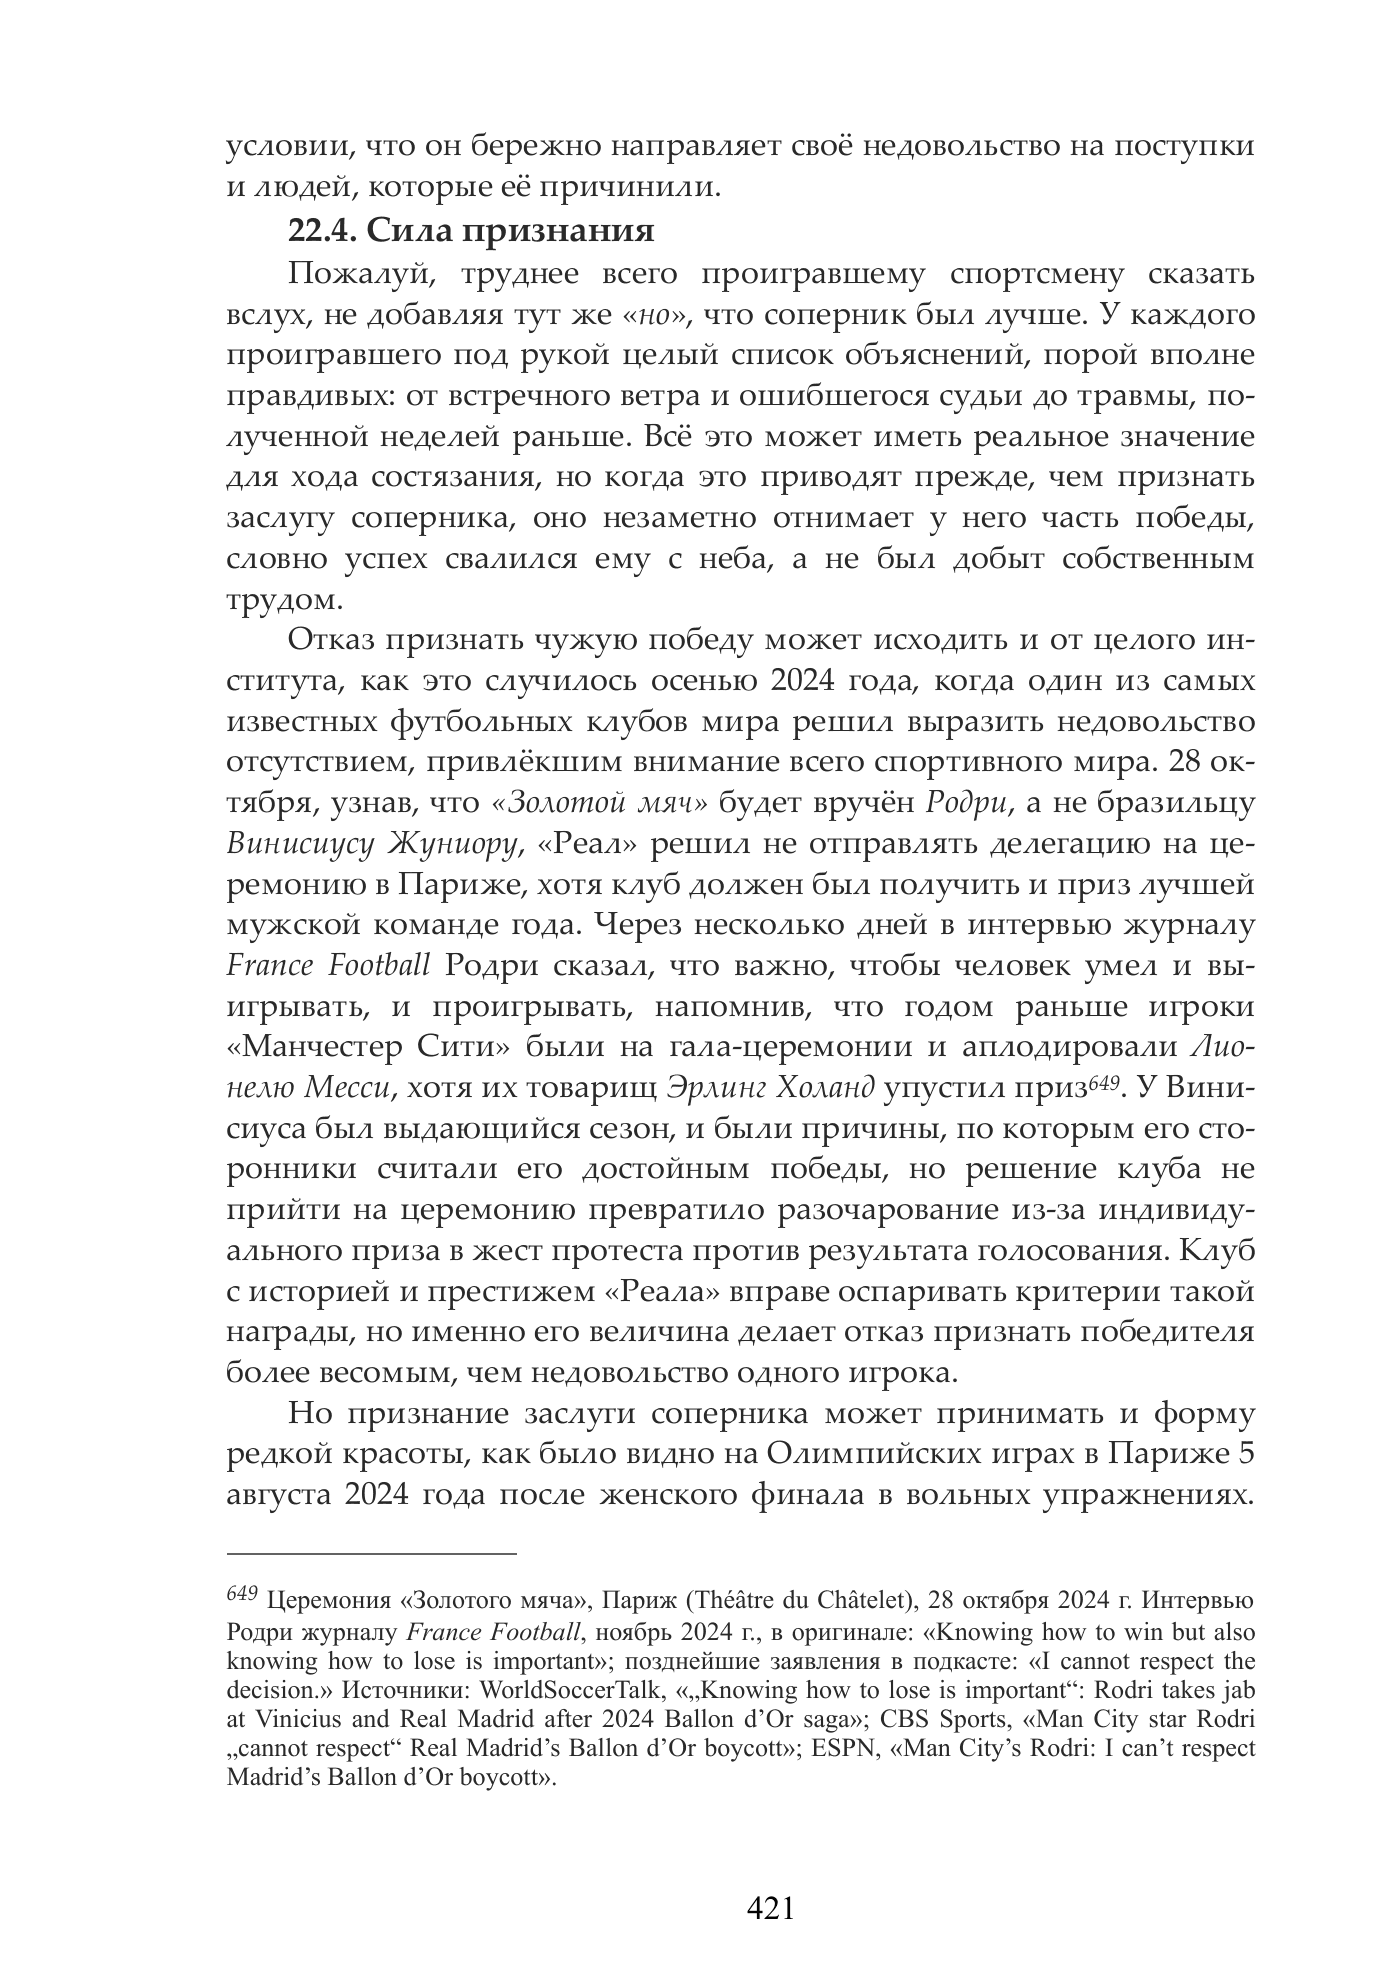 условии, что он бережно направляет своё недовольство на поступки
и людей, которые её причинили.
22.4. Сила признания
Пожалуй, труднее всего проигравшему спортсмену сказать
вслух, не добавляя тут же «но», что соперник был лучше. У каждого
проигравшего под рукой целый список объяснений, порой вполне
правдивых: от встречного ветра и ошибшегося судьи до травмы, по-
лученной неделей раньше. Всё это может иметь реальное значение
для хода состязания, но когда это приводят прежде, чем признать
заслугу соперника, оно незаметно отнимает у него часть победы,
словно успех свалился ему с неба, а не был добыт собственным
трудом.
Отказ признать чужую победу может исходить и от целого ин-
ститута, как это случилось осенью 2024 года, когда один из самых
известных футбольных клубов мира решил выразить недовольство
отсутствием, привлёкшим внимание всего спортивного мира. 28 ок-
тября, узнав, что «Золотой мяч» будет вручён Родри, а не бразильцу
Винисиусу Жуниору, «Реал» решил не отправлять делегацию на це-
ремонию в Париже, хотя клуб должен был получить и приз лучшей
мужской команде года. Через несколько дней в интервью журналу
France Football Родри сказал, что важно, чтобы человек умел и вы-
игрывать, и проигрывать, напомнив, что годом раньше игроки
«Манчестер Сити» были на гала-церемонии и аплодировали Лио-
нелю Месси, хотя их товарищ Эрлинг Холанд упустил приз649. У Вини-
сиуса был выдающийся сезон, и были причины, по которым его сто-
ронники считали его достойным победы, но решение клуба не
прийти на церемонию превратило разочарование из-за индивиду-
ального приза в жест протеста против результата голосования. Клуб
с историей и престижем «Реала» вправе оспаривать критерии такой
награды, но именно его величина делает отказ признать победителя
более весомым, чем недовольство одного игрока.
Но признание заслуги соперника может принимать и форму
редкой красоты, как было видно на Олимпийских играх в Париже 5
августа 2024 года после женского финала в вольных упражнениях.
649 Церемония «Золотого мяча», Париж (Théâtre du Châtelet), 28 октября 2024 г. Интервью
Родри журналу France Football, ноябрь 2024 г., в оригинале: «Knowing how to win but also
knowing how to lose is important»; позднейшие заявления в подкасте: «I cannot respect the
decision.» Источники: WorldSoccerTalk, «„Knowing how to lose is important“: Rodri takes jab
at Vinicius and Real Madrid after 2024 Ballon d’Or saga»; CBS Sports, «Man City star Rodri
„cannot respect“ Real Madrid’s Ballon d’Or boycott»; ESPN, «Man City’s Rodri: I can’t respect
Madrid’s Ballon d’Or boycott».
421